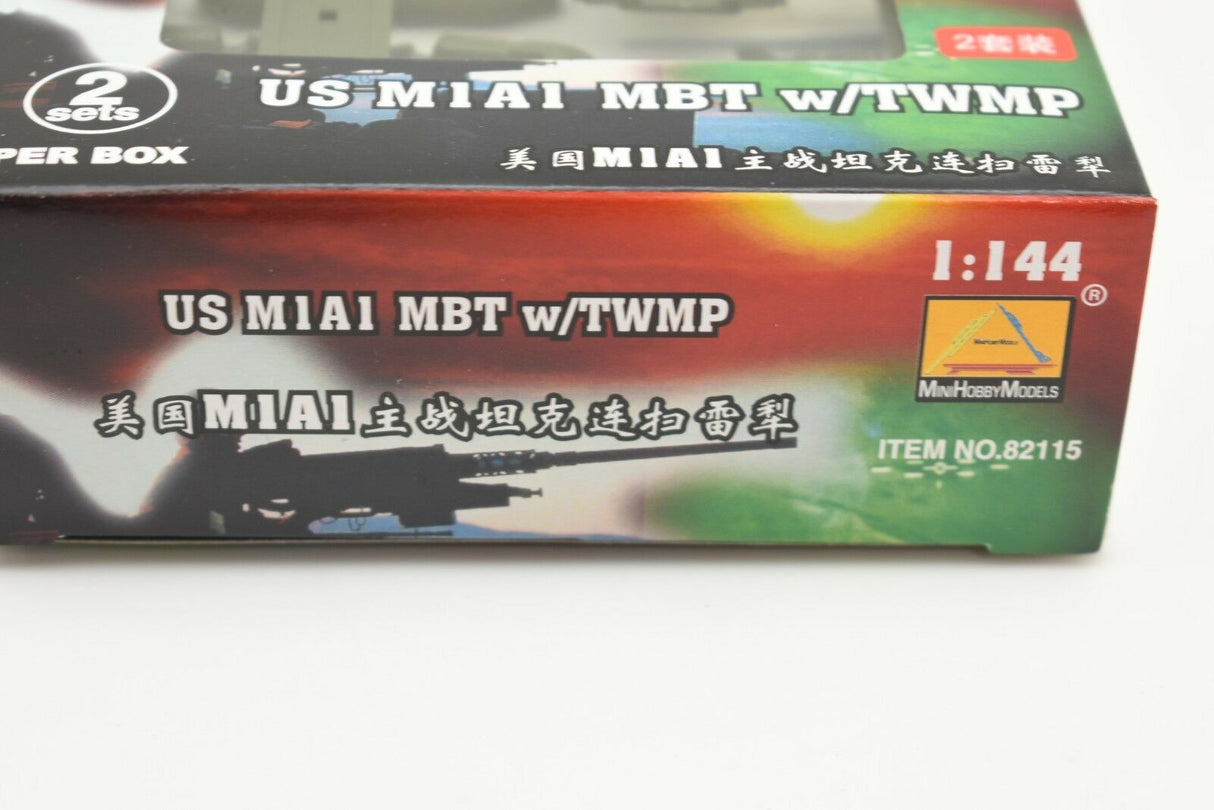 2套装
2
sets
PER BOX
US M1A1 MBT w/TWMP
美国M1A1主战坦克连扫雷犁
1:144
US M1A1 MBT w/TWMP
®
美国M1A1主战坦克连扫雷犁
MINIHOBBYMODELS
ITEM NO.82115